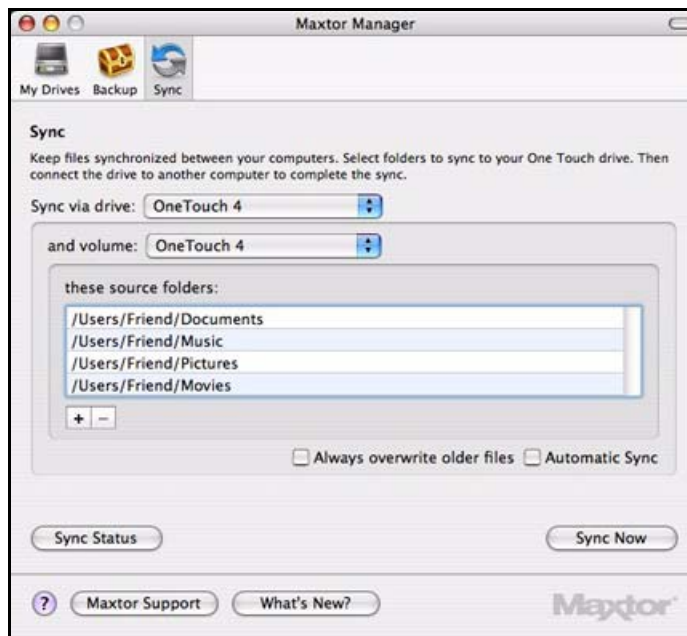 Maxtor Manager
My Drives Backup Sync
Sync
Keep files synchronized between your computers. Select folders to sync to your One Touch drive. Then
connect the drive to another computer to complete the sync.
Sync via drive: OneTouch 4
and volume: OneTouch 4
these source folders:
/Users/Friend/Documents
/Users/Friend/Music
/Users/Friend/Pictures
/Users/Friend/Movies
+ −
Always overwrite older files Automatic Sync
Sync Status Sync Now
? Maxtor Support What's New? Maxtor